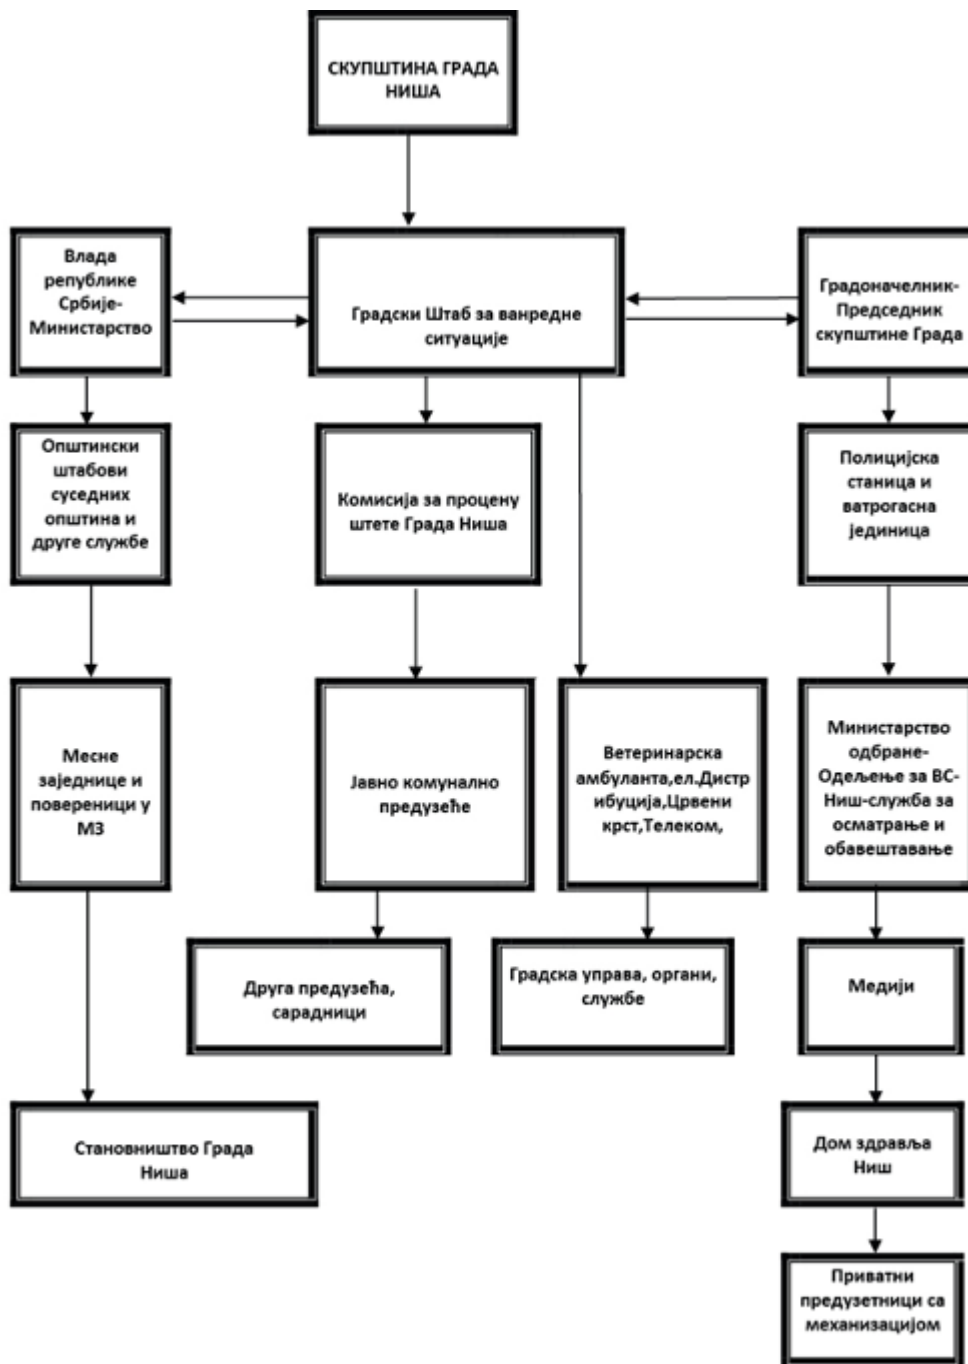 СКУПШТИНА ГРАДА
НИША
Влада
републике
Србије-
Министарство
Градски Штаб за ванредне
ситуације
Градоначелник-
Председник
скупштине Града
Општински
штабови
суседних
општина и
друге службе
Комисија за процену
штете Града Ниша
Полицијска
станица и
ватрогасна
јединица
Месне
заједнице и
повереници у
МЗ
Јавно комунално
предузеће
Ветеринарска
амбуланта,ел.Дистр
ибуција,Црвени
крст,Телеком,
Министарство
одбране-
Одељење за ВС-
Ниш-служба за
осматрање и
обавештавање
Друга предузећа,
сарадници
Градска управа, органи,
службе
Медији
Становништво Града
Ниша
Дом здравља
Ниш
Приватни
предузетници са
механизацијом